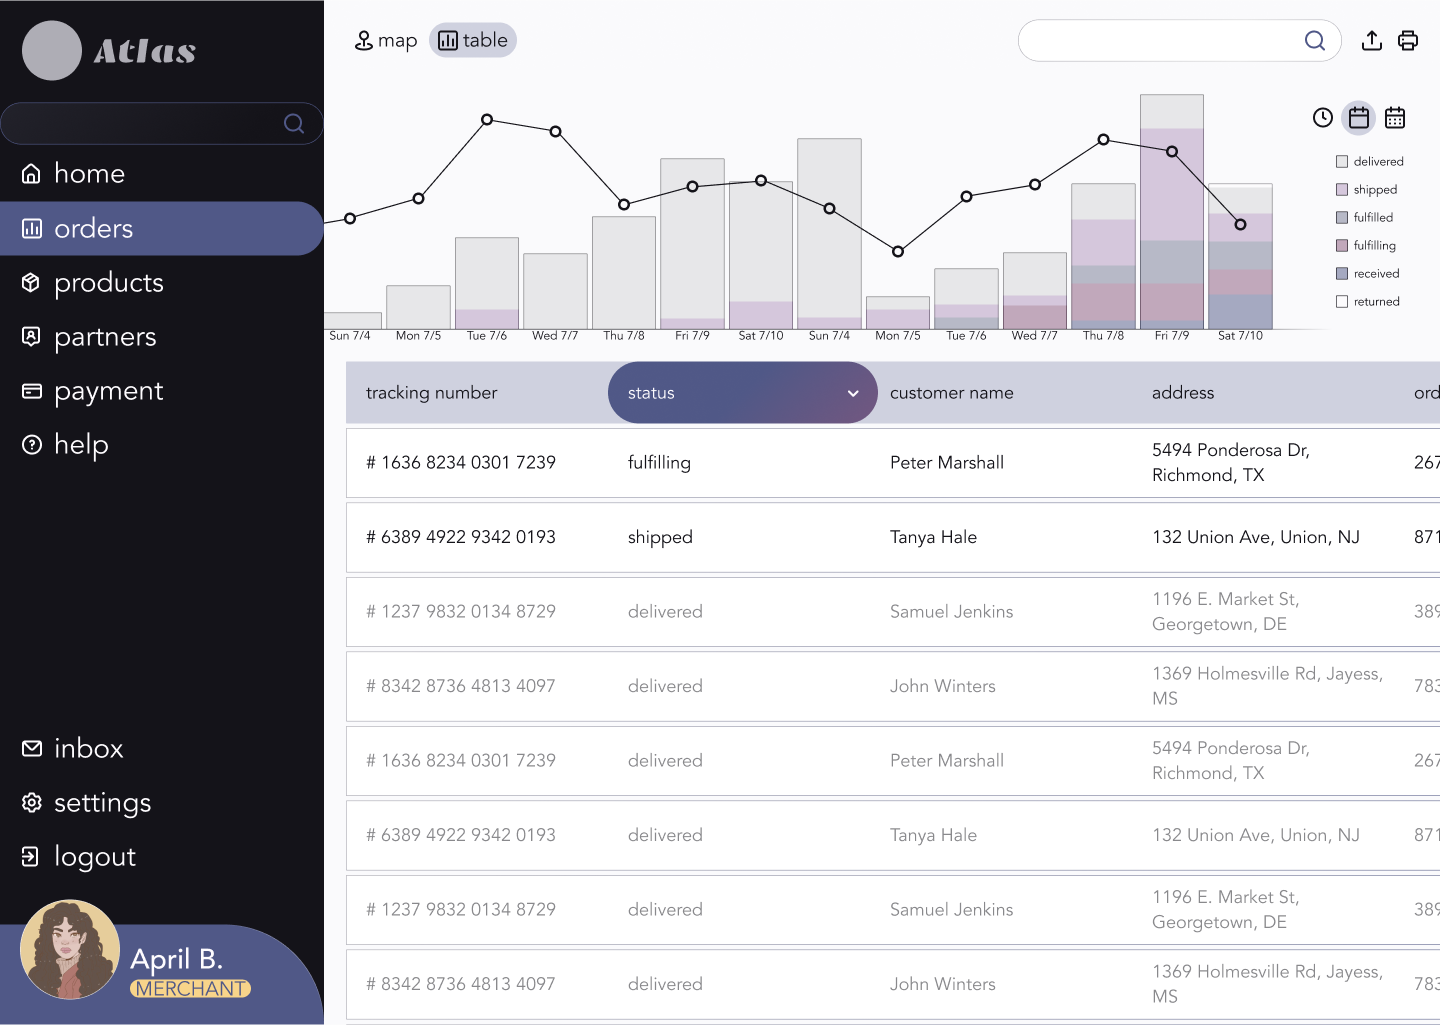 Atlas
home
orders
products
partners
payment
help
inbox
settings
logout
April B.
MERCHANT
map
table
delivered
shipped
fulfilled
fulfilling
received
returned
Sun 7/4 Mon 7/5 Tue 7/6 Wed 7/7 Thu 7/8 Fri 7/9 Sat 7/10 Sun 7/4 Mon 7/5 Tue 7/6 Wed 7/7 Thu 7/8 Fri 7/9 Sat 7/10
tracking number status customer name address ord
# 1636 8234 0301 7239 fulfilling Peter Marshall 5494 Ponderosa Dr,
Richmond, TX 267
# 6389 4922 9342 0193 shipped Tanya Hale 132 Union Ave, Union, NJ 871
# 1237 9832 0134 8729 delivered Samuel Jenkins 1196 E. Market St,
Georgetown, DE 389
# 8342 8736 4813 4097 delivered John Winters 1369 Holmesville Rd, Jayess,
MS 783
# 1636 8234 0301 7239 delivered Peter Marshall 5494 Ponderosa Dr,
Richmond, TX 267
# 6389 4922 9342 0193 delivered Tanya Hale 132 Union Ave, Union, NJ 871
# 1237 9832 0134 8729 delivered Samuel Jenkins 1196 E. Market St,
Georgetown, DE 389
# 8342 8736 4813 4097 delivered John Winters 1369 Holmesville Rd, Jayess,
MS 783